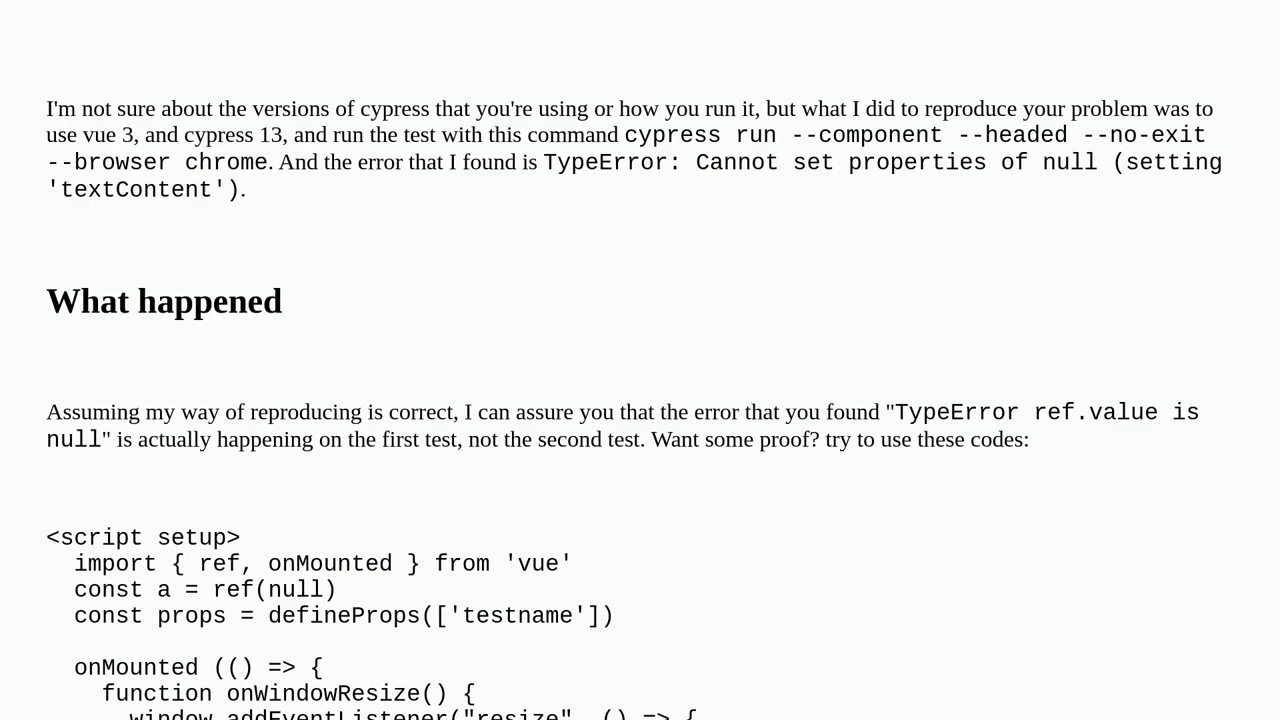 I'm not sure about the versions of cypress that you're using or how you run it, but what I did to reproduce your problem was to
use vue 3, and cypress 13, and run the test with this command cypress run --component --headed --no-exit
--browser chrome. And the error that I found is TypeError: Cannot set properties of null (setting
'textContent').
What happened
Assuming my way of reproducing is correct, I can assure you that the error that you found "TypeError ref.value is
null" is actually happening on the first test, not the second test. Want some proof? try to use these codes:
<script setup>
  import { ref, onMounted } from 'vue'
  const a = ref(null)
  const props = defineProps(['testname'])
  onMounted (() => {
    function onWindowResize() {
      window.addEventListener("resize", () => {